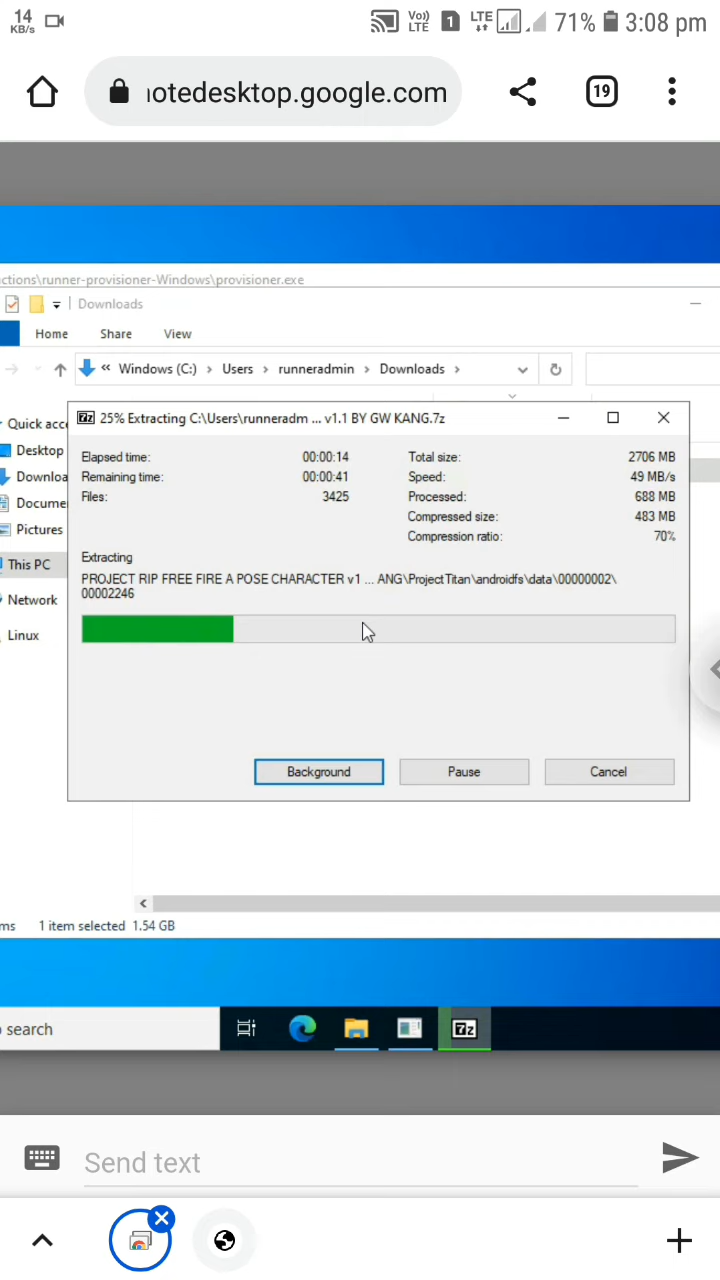 14
KB/s
Vo)) LTE 1 LTE 71% 3:08 pm
ıotedesktop.google.com
19
ctions\runner-provisioner-Windows\provisioner.exe
Downloads
Home Share View
« Windows (C:) › Users › runneradmin › Downloads ›
Quick acce
Desktop
Downloa
Docume
Pictures
This PC
Network
Linux
7z 25% Extracting C:\Users\runneradm ... v1.1 BY GW KANG.7z
Elapsed time: 00:00:14 Total size: 2706 MB
Remaining time: 00:00:41 Speed: 49 MB/s
Files: 3425 Processed: 688 MB
Compressed size: 483 MB
Compression ratio: 70%
Extracting
PROJECT RIP FREE FIRE A POSE CHARACTER v1 ... ANG\ProjectTitan\androidfs\data\00000002\
00002246
Background Pause Cancel
ms 1 item selected 1.54 GB
search
7z
Send text